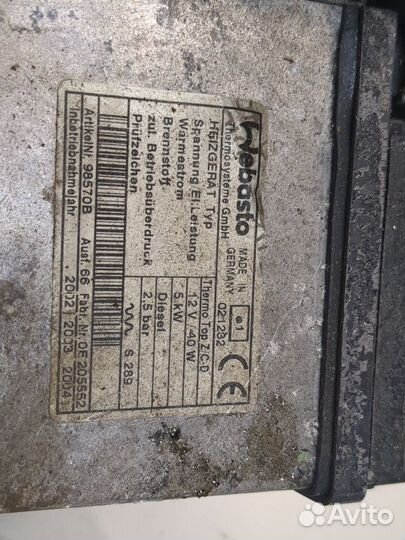 Webasto
Thermosysteme GmbH
MADE IN
GERMANY
e1
021232
CE
HEIZGERÄT Typ
Thermo Top Z/C-D
Spannung/El.Leistung
12 V 40 W
Wärmestrom
5 kW
Brennstoff
Diesel
zul. Betriebsüberdruck
2,5 bar
Prüfzeichen
S 289
ArtikelNr. 98570B Ausf. 66 Fabr.Nr. 0E 205552
Inbetriebnahmejahr . 2002 . 2003 . 2004
Avito